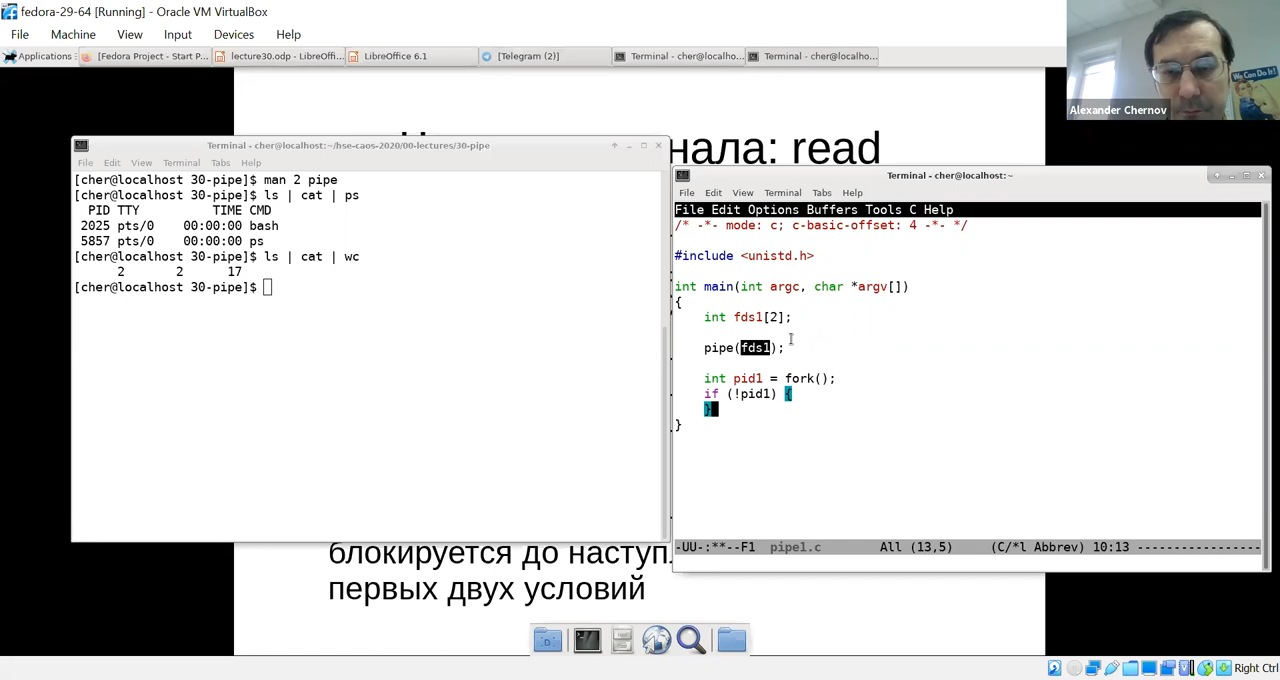 fedora-29-64 [Running] - Oracle VM VirtualBox
File Machine View Input Devices Help
Applications [Fedora Project - Start P... lecture30.odp - LibreOffi... LibreOffice 6.1 [Telegram (2)] Terminal - cher@localho... Terminal - cher@localho...
We Can Do It!
Alexander Chernov
нала: read
Terminal - cher@localhost:~/hse-caos-2020/00-lectures/30-pipe
File Edit View Terminal Tabs Help
[cher@localhost 30-pipe]$ man 2 pipe
[cher@localhost 30-pipe]$ ls | cat | ps
PID TTY TIME CMD
2025 pts/0 00:00:00 bash
5857 pts/0 00:00:00 ps
[cher@localhost 30-pipe]$ ls | cat | wc
2 2 17
[cher@localhost 30-pipe]$
Terminal - cher@localhost:~
File Edit View Terminal Tabs Help
File Edit Options Buffers Tools C Help
/* -*- mode: c; c-basic-offset: 4 -*- */
#include <unistd.h>
int main(int argc, char *argv[])
{
int fds1[2];
pipe(fds1);
int pid1 = fork();
if (!pid1) {
}
}
-UU-:**--F1 pipe1.c All (13,5) (C/*l Abbrev) 10:13 -----------------
блокируется до наступл
первых двух условий
Right Ctrl